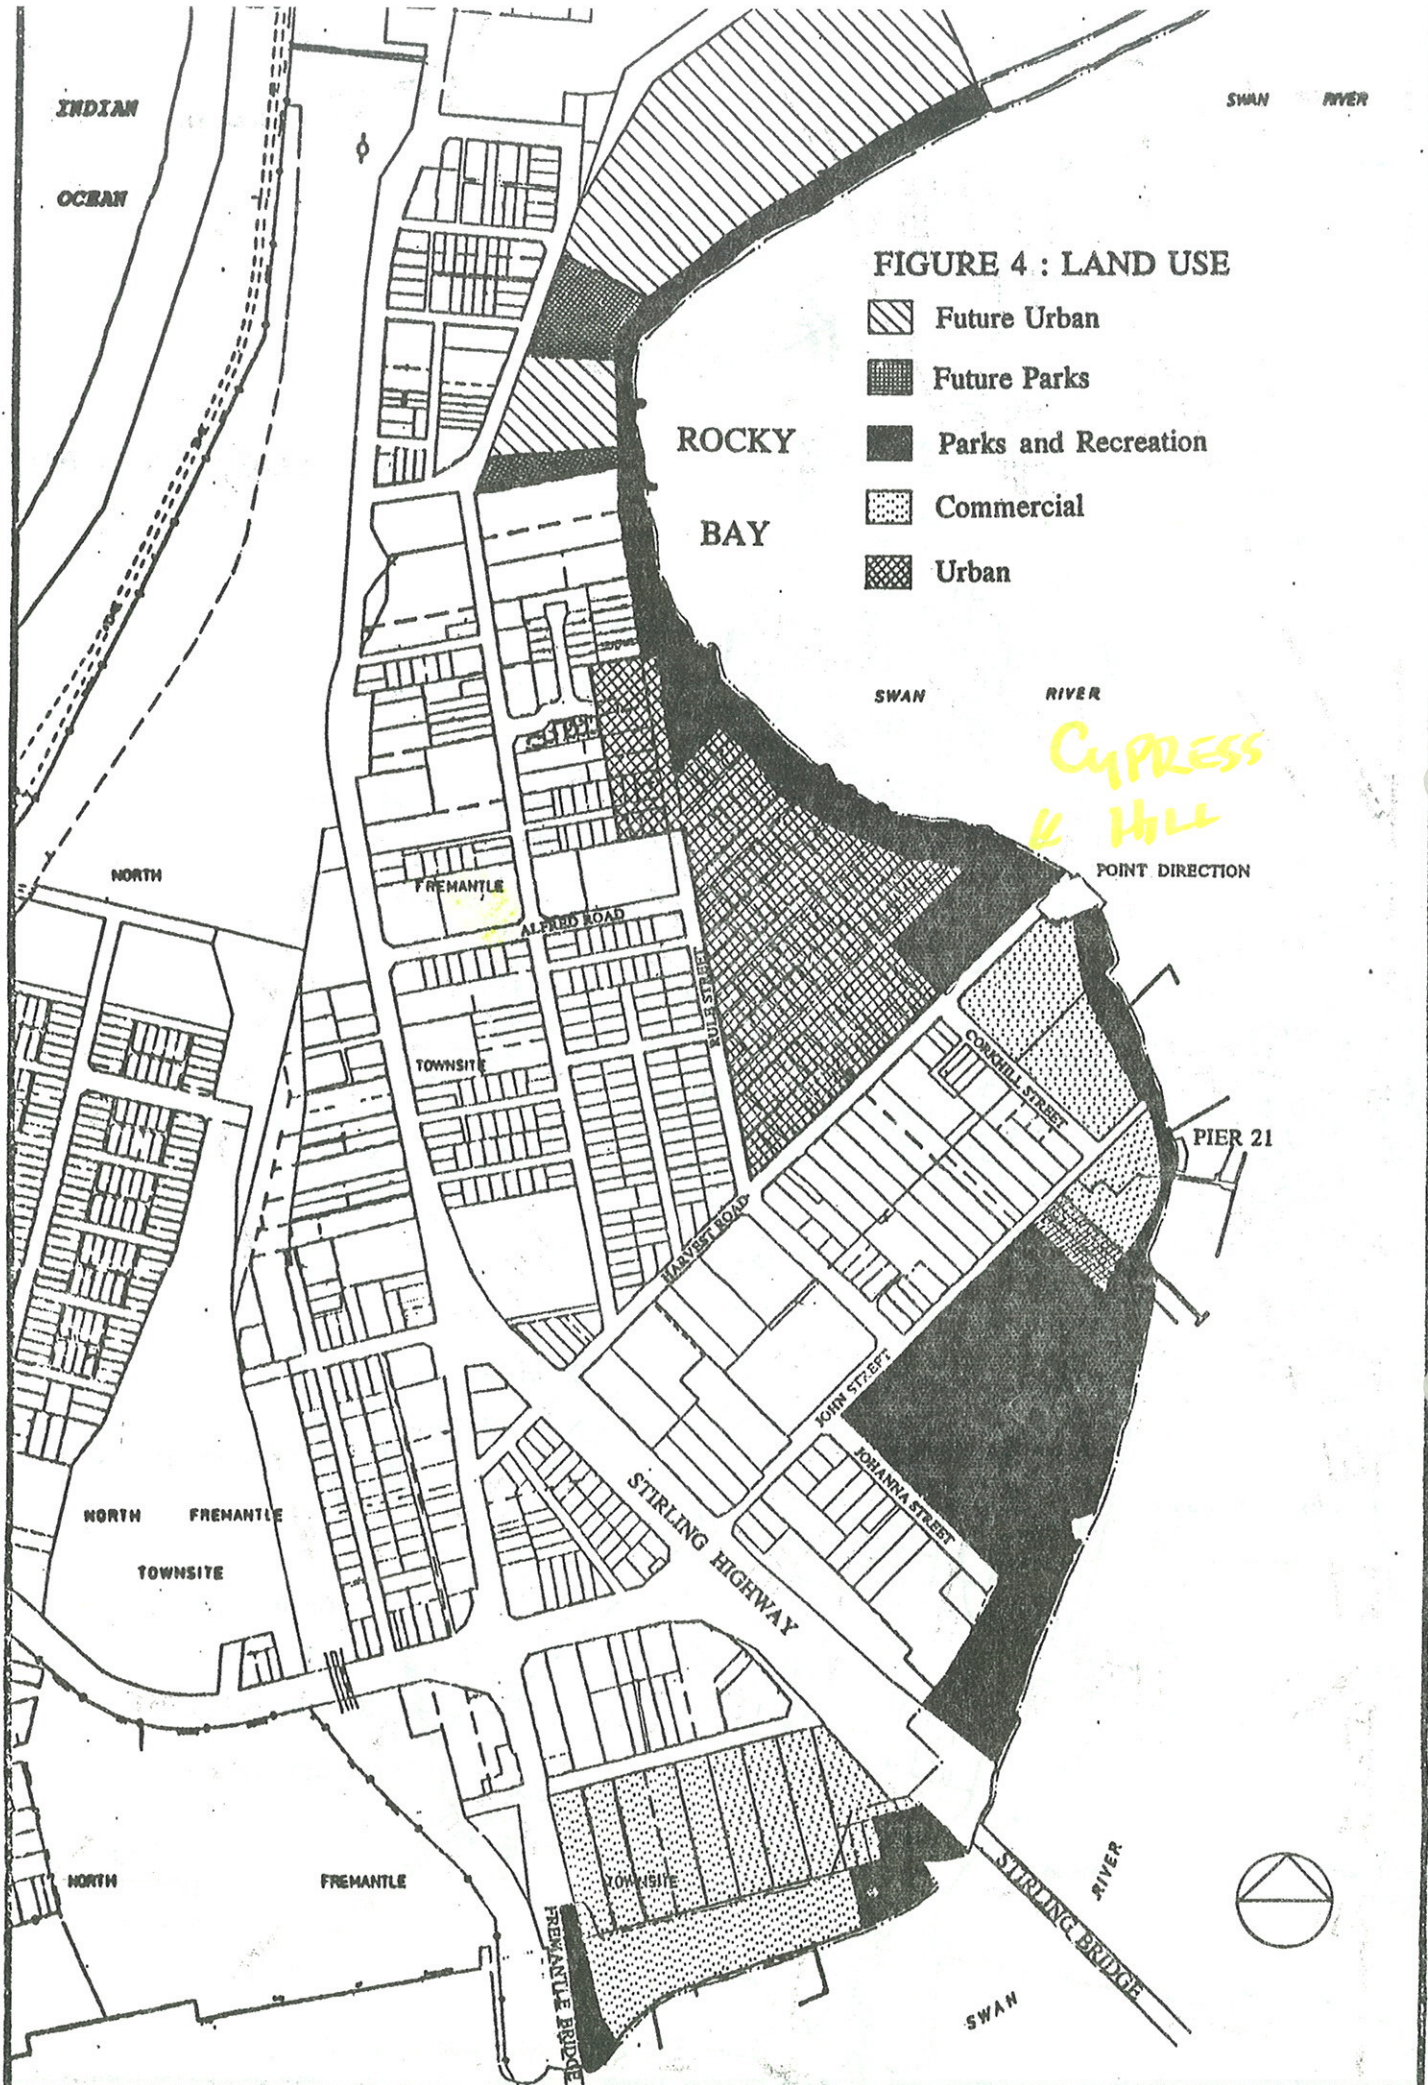 INDIAN
OCEAN
SWAN RIVER
FIGURE 4 : LAND USE
Future Urban
Future Parks
Parks and Recreation
Commercial
Urban
ROCKY
BAY
SWAN RIVER
CYPRESS
HILL
POINT DIRECTION
NORTH
FREMANTLE
ALFRED ROAD
RULE STREET
TOWNSITE
CORKHILL STREET
PIER 21
HARVEST ROAD
JOHN STREET
JOHANNA STREET
STIRLING HIGHWAY
NORTH FREMANTLE
TOWNSITE
NORTH FREMANTLE
TOWNSITE
FREMANTLE BRIDGE
STIRLING BRIDGE
SWAN
RIVER